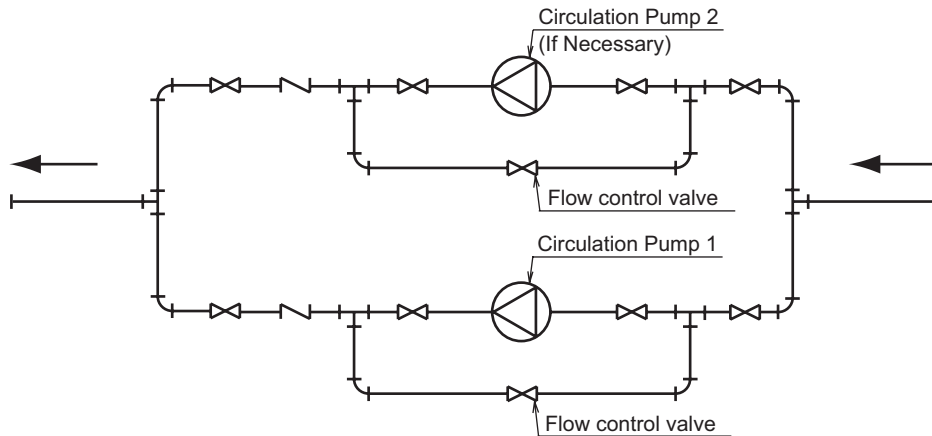 Circulation Pump 2
(If Necessary)
Flow control valve
Circulation Pump 1
Flow control valve